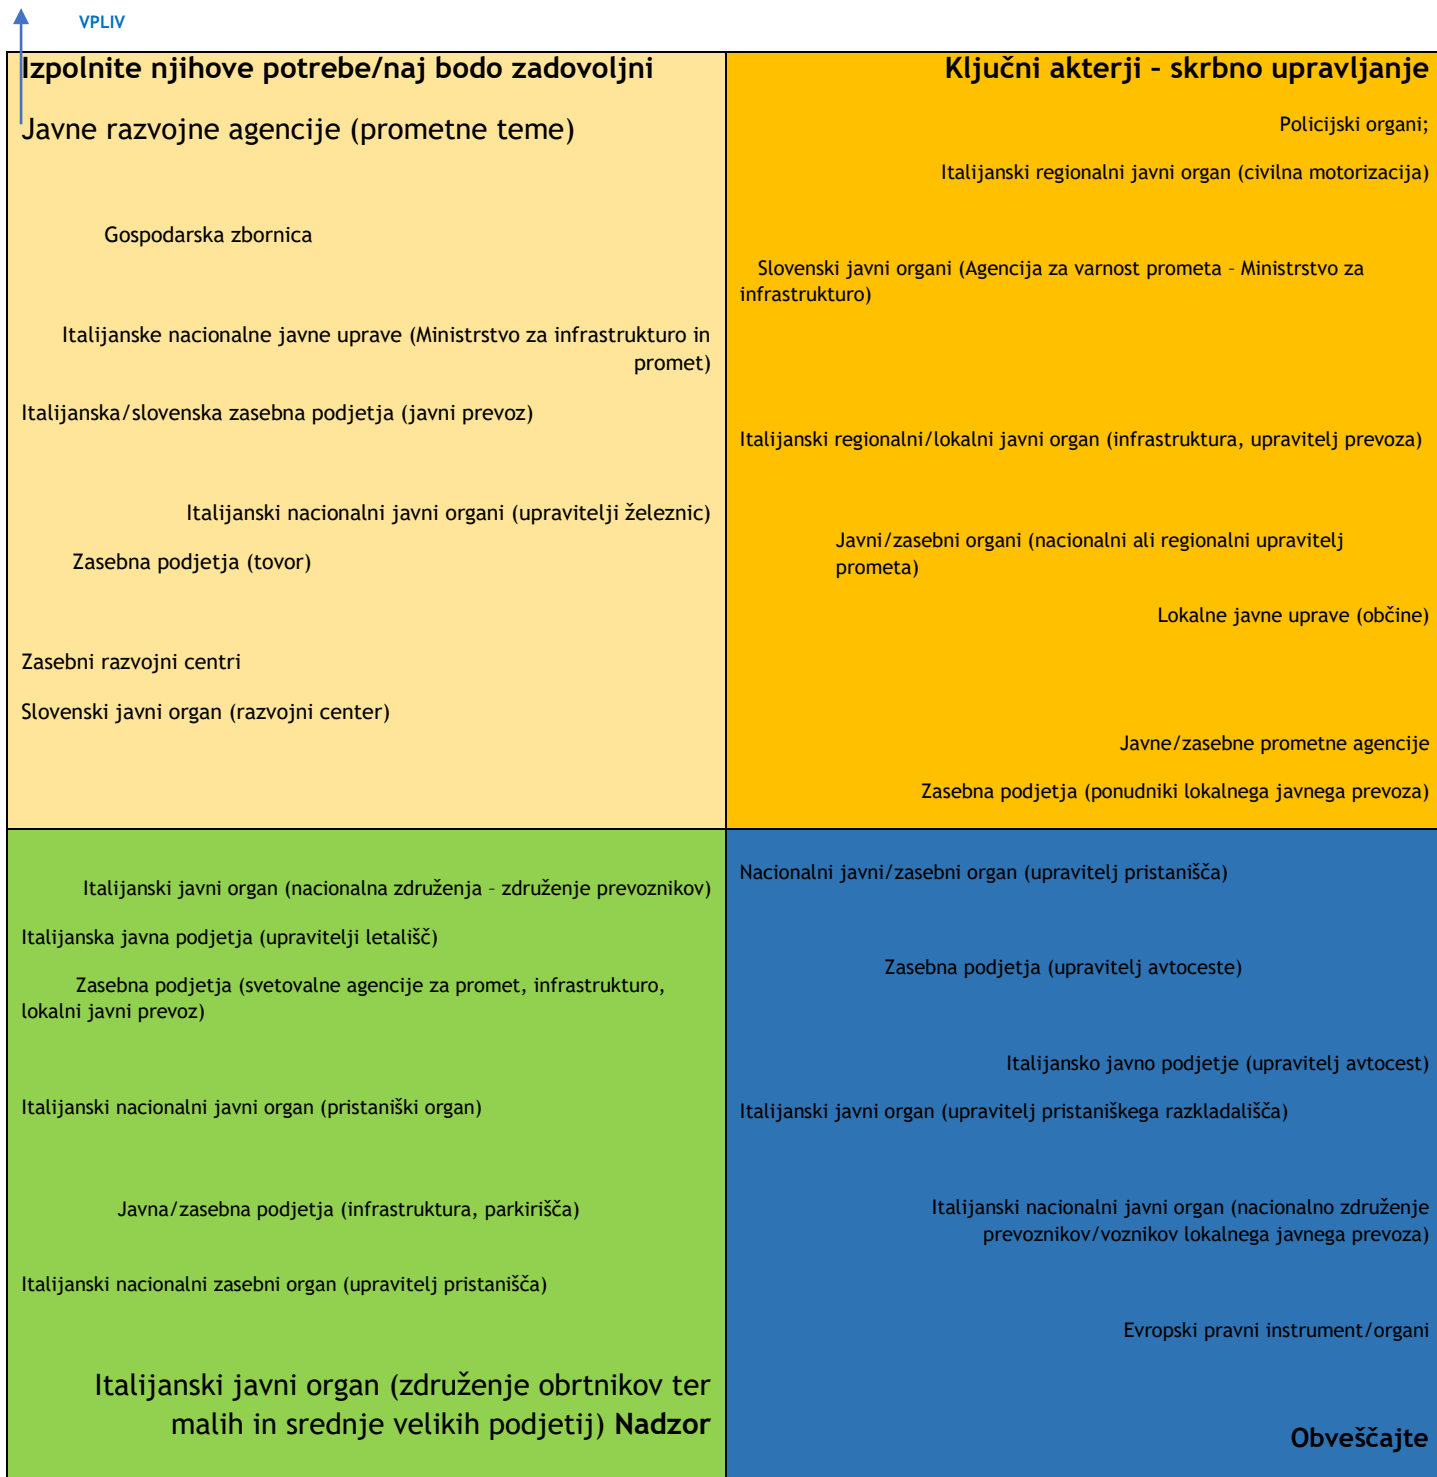 VPLIV
Izpolnite njihove potrebe/naj bodo zadovoljni
Javne razvojne agencije (prometne teme)
Gospodarska zbornica
Italijanske nacionalne javne uprave (Ministrstvo za infrastrukturo in
promet)
Italijanska/slovenska zasebna podjetja (javni prevoz)
Italijanski nacionalni javni organi (upravitelji železnic)
Zasebna podjetja (tovor)
Zasebni razvojni centri
Slovenski javni organ (razvojni center)
Ključni akterji – skrbno upravljanje
Policijski organi;
Italijanski regionalni javni organ (civilna motorizacija)
Slovenski javni organi (Agencija za varnost prometa – Ministrstvo za
infrastrukturo)
Italijanski regionalni/lokalni javni organ (infrastruktura, upravitelj prevoza)
Javni/zasebni organi (nacionalni ali regionalni upravitelj
prometa)
Lokalne javne uprave (občine)
Javne/zasebne prometne agencije
Zasebna podjetja (ponudniki lokalnega javnega prevoza)
Italijanski javni organ (nacionalna združenja – združenje prevoznikov)
Italijanska javna podjetja (upravitelji letališč)
Zasebna podjetja (svetovalne agencije za promet, infrastrukturo,
lokalni javni prevoz)
Italijanski nacionalni javni organ (pristaniški organ)
Javna/zasebna podjetja (infrastruktura, parkirišča)
Italijanski nacionalni zasebni organ (upravitelj pristanišča)
Italijanski javni organ (združenje obrtnikov ter
malih in srednje velikih podjetij) Nadzor
Nacionalni javni/zasebni organ (upravitelj pristanišča)
Zasebna podjetja (upravitelj avtoceste)
Italijansko javno podjetje (upravitelj avtocest)
Italijanski javni organ (upravitelj pristaniškega razkladališča)
Italijanski nacionalni javni organ (nacionalno združenje
prevoznikov/voznikov lokalnega javnega prevoza)
Evropski pravni instrument/organi
Obveščajte